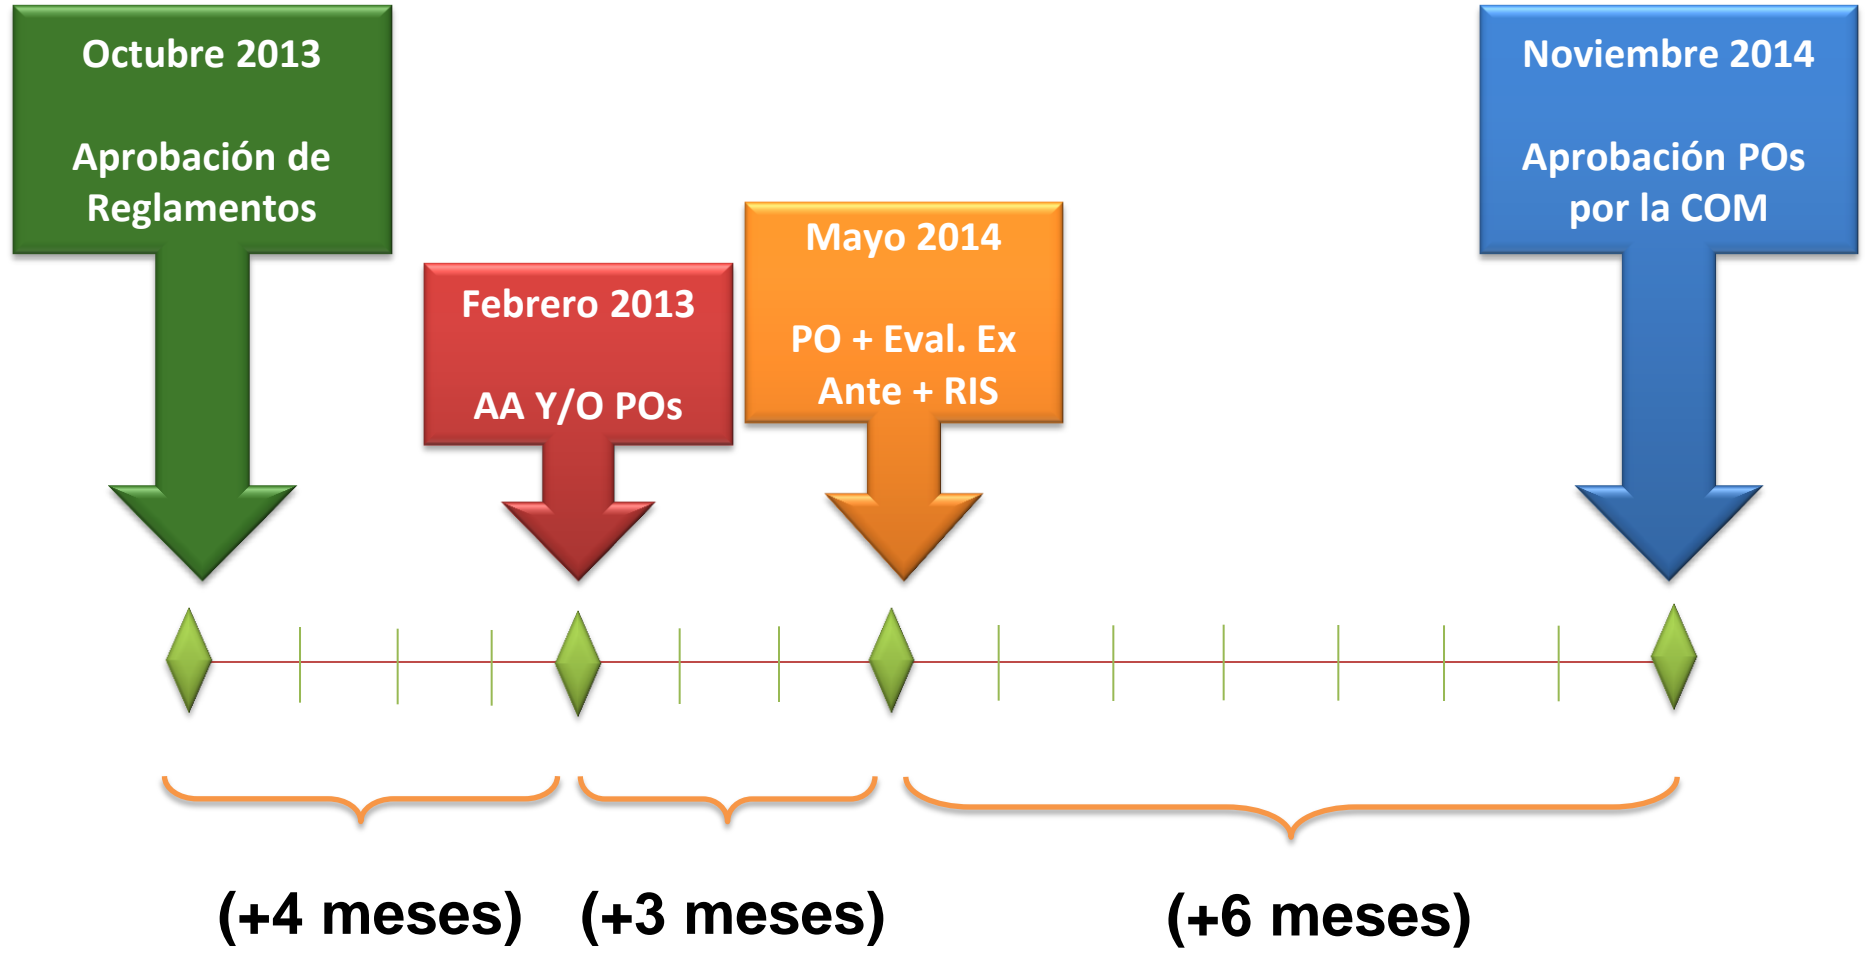 Octubre 2013
Aprobación de
Reglamentos
Febrero 2013
AA Y/O POs
Mayo 2014
PO + Eval. Ex
Ante + RIS
Noviembre 2014
Aprobación POs
por la COM
(+4 meses)
(+3 meses)
(+6 meses)